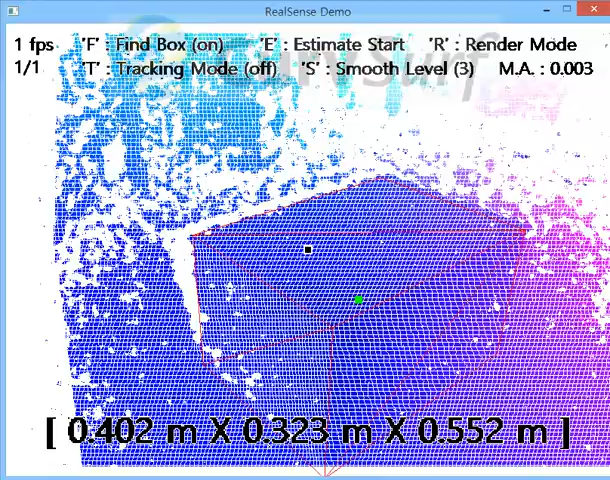 RealSense Demo
1 fps 'F' : Find Box (on) 'E' : Estimate Start 'R' : Render Mode
1/1 'T' : Tracking Mode (off) 'S' : Smooth Level (3) M.A. : 0.003
[ 0.402 m X 0.323 m X 0.552 m ]